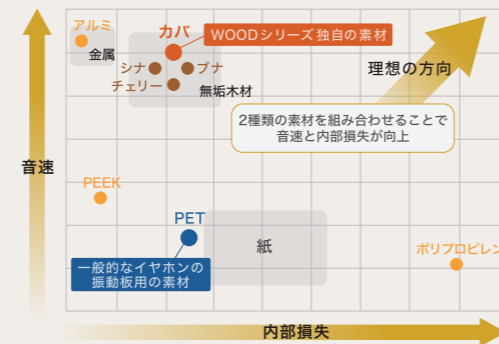 アルミ
金属
カバ
WOODシリーズ独自の素材
シナ
ブナ
チェリー
無垢木材
理想の方向
2種類の素材を組み合わせることで
音速と内部損失が向上
音速
PEEK
PET
紙
一般的なイヤホンの
振動板用の素材
ポリプロピレン
内部損失